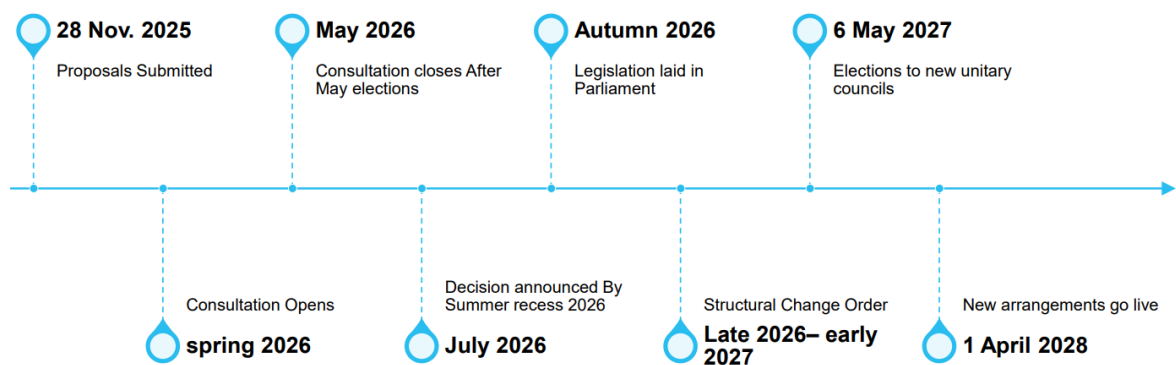 28 Nov. 2025
Proposals Submitted
May 2026
Consultation closes After
May elections
Autumn 2026
Legislation laid in
Parliament
6 May 2027
Elections to new unitary
councils
Consultation Opens
spring 2026
Decision announced By
Summer recess 2026
July 2026
Structural Change Order
Late 2026– early
2027
New arrangements go live
1 April 2028